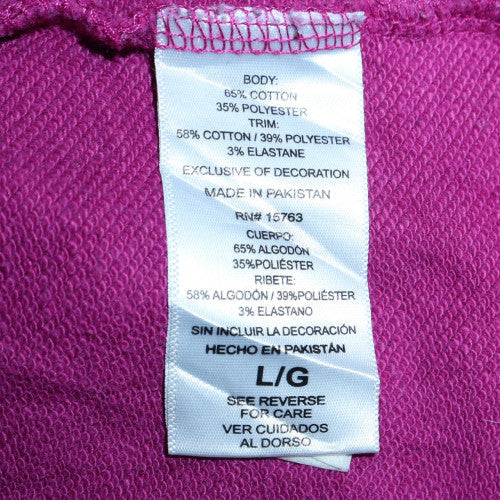 BODY:
65% COTTON
35% POLYESTER
TRIM:
58% COTTON / 39% POLYESTER
3% ELASTANE
EXCLUSIVE OF DECORATION
MADE IN PAKISTAN
RN# 15763
CUERPO:
65% ALGODÓN
35%POLIÉSTER
RIBETE:
58% ALGODÓN / 39%POLIÉSTER
3% ELASTANO
SIN INCLUIR LA DECORACIÓN
HECHO EN PAKISTÁN
L/G
SEE REVERSE
FOR CARE
VER CUIDADOS
AL DORSO